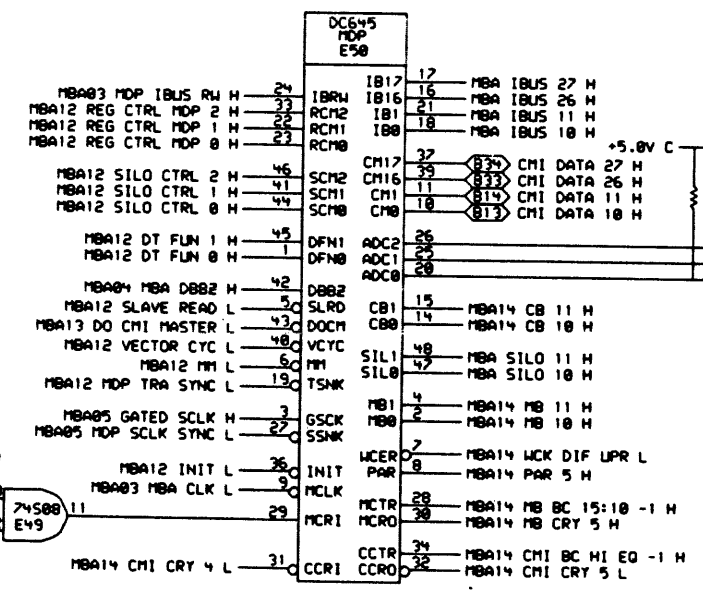 DC645
MDP
E50
MBA03 MDP IBUS RW H 24 IBRW
MBA12 REG CTRL MDP 2 H 33 RCM2
MBA12 REG CTRL MDP 1 H 22 RCM1
MBA12 REG CTRL MDP 0 H 23 RCM0
MBA12 SILO CTRL 2 H 46 SCM2
MBA12 SILO CTRL 1 H 41 SCM1
MBA12 SILO CTRL 0 H 44 SCM0
MBA12 DT FUN 1 H 45 DFN1
MBA12 DT FUN 0 H 1 DFN0
MBA04 MBA DBBZ H 42 DBBZ
MBA12 SLAVE READ L 5 SLRD
MBA13 DO CMI MASTER L 43 DOCM
MBA12 VECTOR CYC L 40 VCYC
MBA12 MM L 6 MM
MBA12 MDP TRA SYNC L 19 TSNK
MBA05 GATED SCLK H 3 GSCK
MBA05 MDP SCLK SYNC L 27 SSNK
MBA12 INIT L 36 INIT
MBA03 MBA CLK L 9 MCLK
74S08 11
E49
29 MCRI
MBA14 CMI CRY 4 L 31 CCRI
IB17 17 MBA IBUS 27 H
IB16 16 MBA IBUS 26 H
IB1 21 MBA IBUS 11 H
IB0 18 MBA IBUS 10 H
+5.0V C
CM17 37 B34 CMI DATA 27 H
CM16 39 B33 CMI DATA 26 H
CM1 11 B14 CMI DATA 11 H
CM0 10 B13 CMI DATA 10 H
ADC2 26
ADC1 25
ADC0 20
CB1 15 MBA14 CB 11 H
CB0 14 MBA14 CB 10 H
SIL1 48 MBA SILO 11 H
SIL0 47 MBA SILO 10 H
MB1 4 MBA14 MB 11 H
MB0 2 MBA14 MB 10 H
WCER 7 MBA14 WCK DIF UPR L
PAR 8 MBA14 PAR 5 H
MCTR 28 MBA14 MB BC 15:10 -1 H
MCRO 30 MBA14 MB CRY 5 H
CCTR 34 MBA14 CMI BC HI EQ -1 H
CCRO 32 MBA14 CMI CRY 5 L